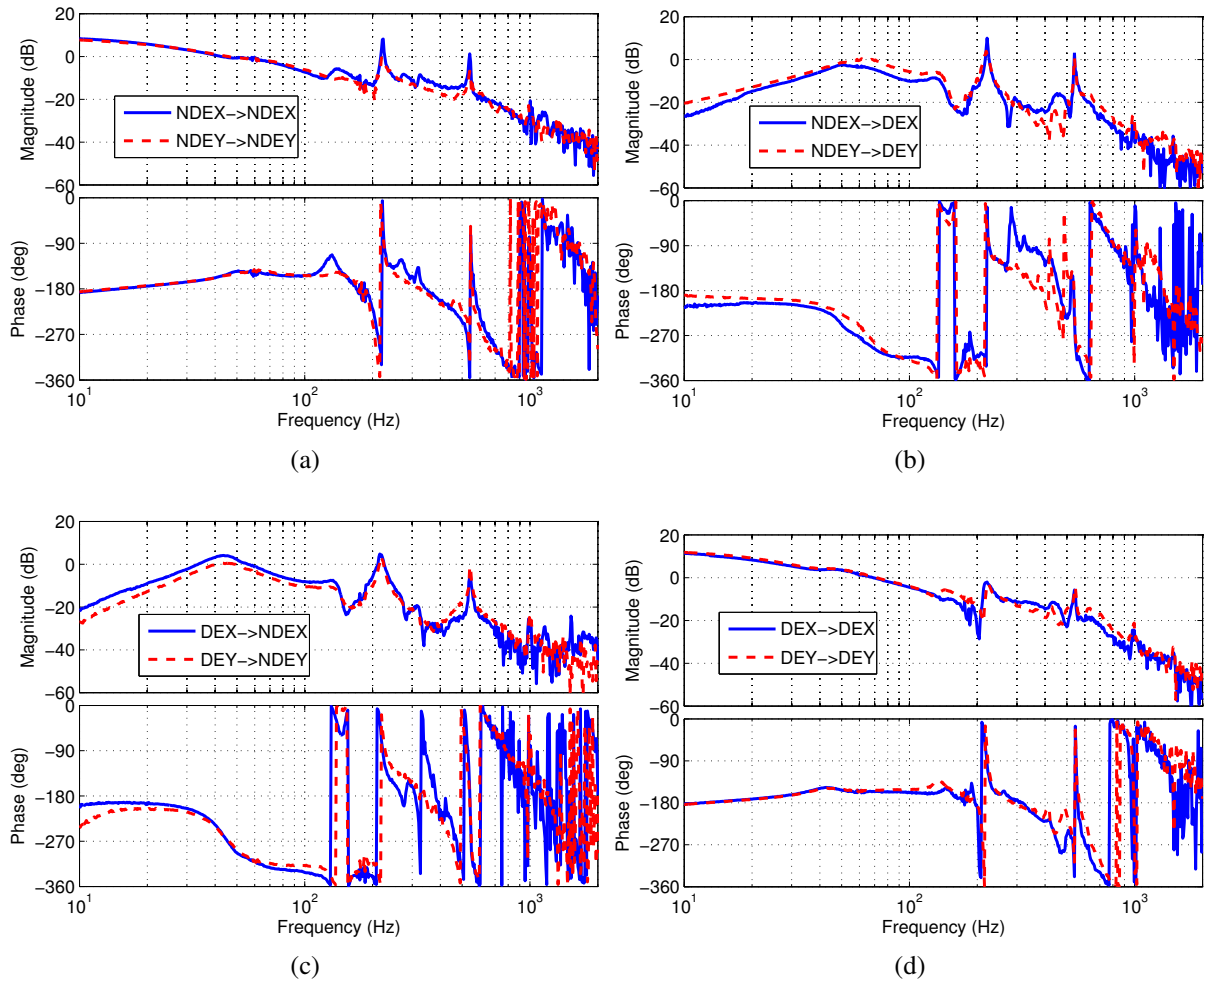 20
0
−20
−40
−60
Magnitude (dB)
NDEX−>NDEX
NDEY−>NDEY
0
−90
−180
−270
−360
Phase (deg)
10^1
10^2
10^3
Frequency (Hz)
(a)
20
0
−20
−40
−60
Magnitude (dB)
NDEX−>DEX
NDEY−>DEY
0
−90
−180
−270
−360
Phase (deg)
10^1
10^2
10^3
Frequency (Hz)
(b)
20
0
−20
−40
−60
Magnitude (dB)
DEX−>NDEX
DEY−>NDEY
0
−90
−180
−270
−360
Phase (deg)
10^1
10^2
10^3
Frequency (Hz)
(c)
20
0
−20
−40
−60
Magnitude (dB)
DEX−>DEX
DEY−>DEY
0
−90
−180
−270
−360
Phase (deg)
10^1
10^2
10^3
Frequency (Hz)
(d)